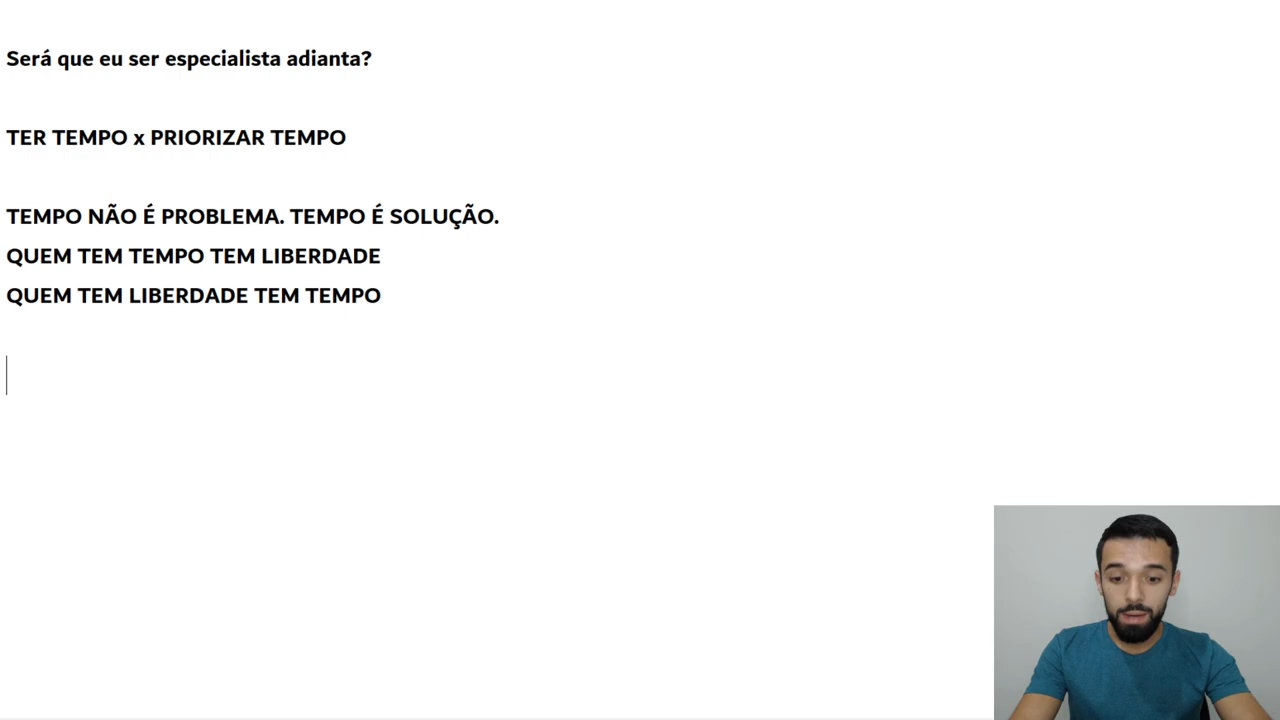 Será que eu ser especialista adianta?
TER TEMPO x PRIORIZAR TEMPO
TEMPO NÃO É PROBLEMA. TEMPO É SOLUÇÃO.
QUEM TEM TEMPO TEM LIBERDADE
QUEM TEM LIBERDADE TEM TEMPO